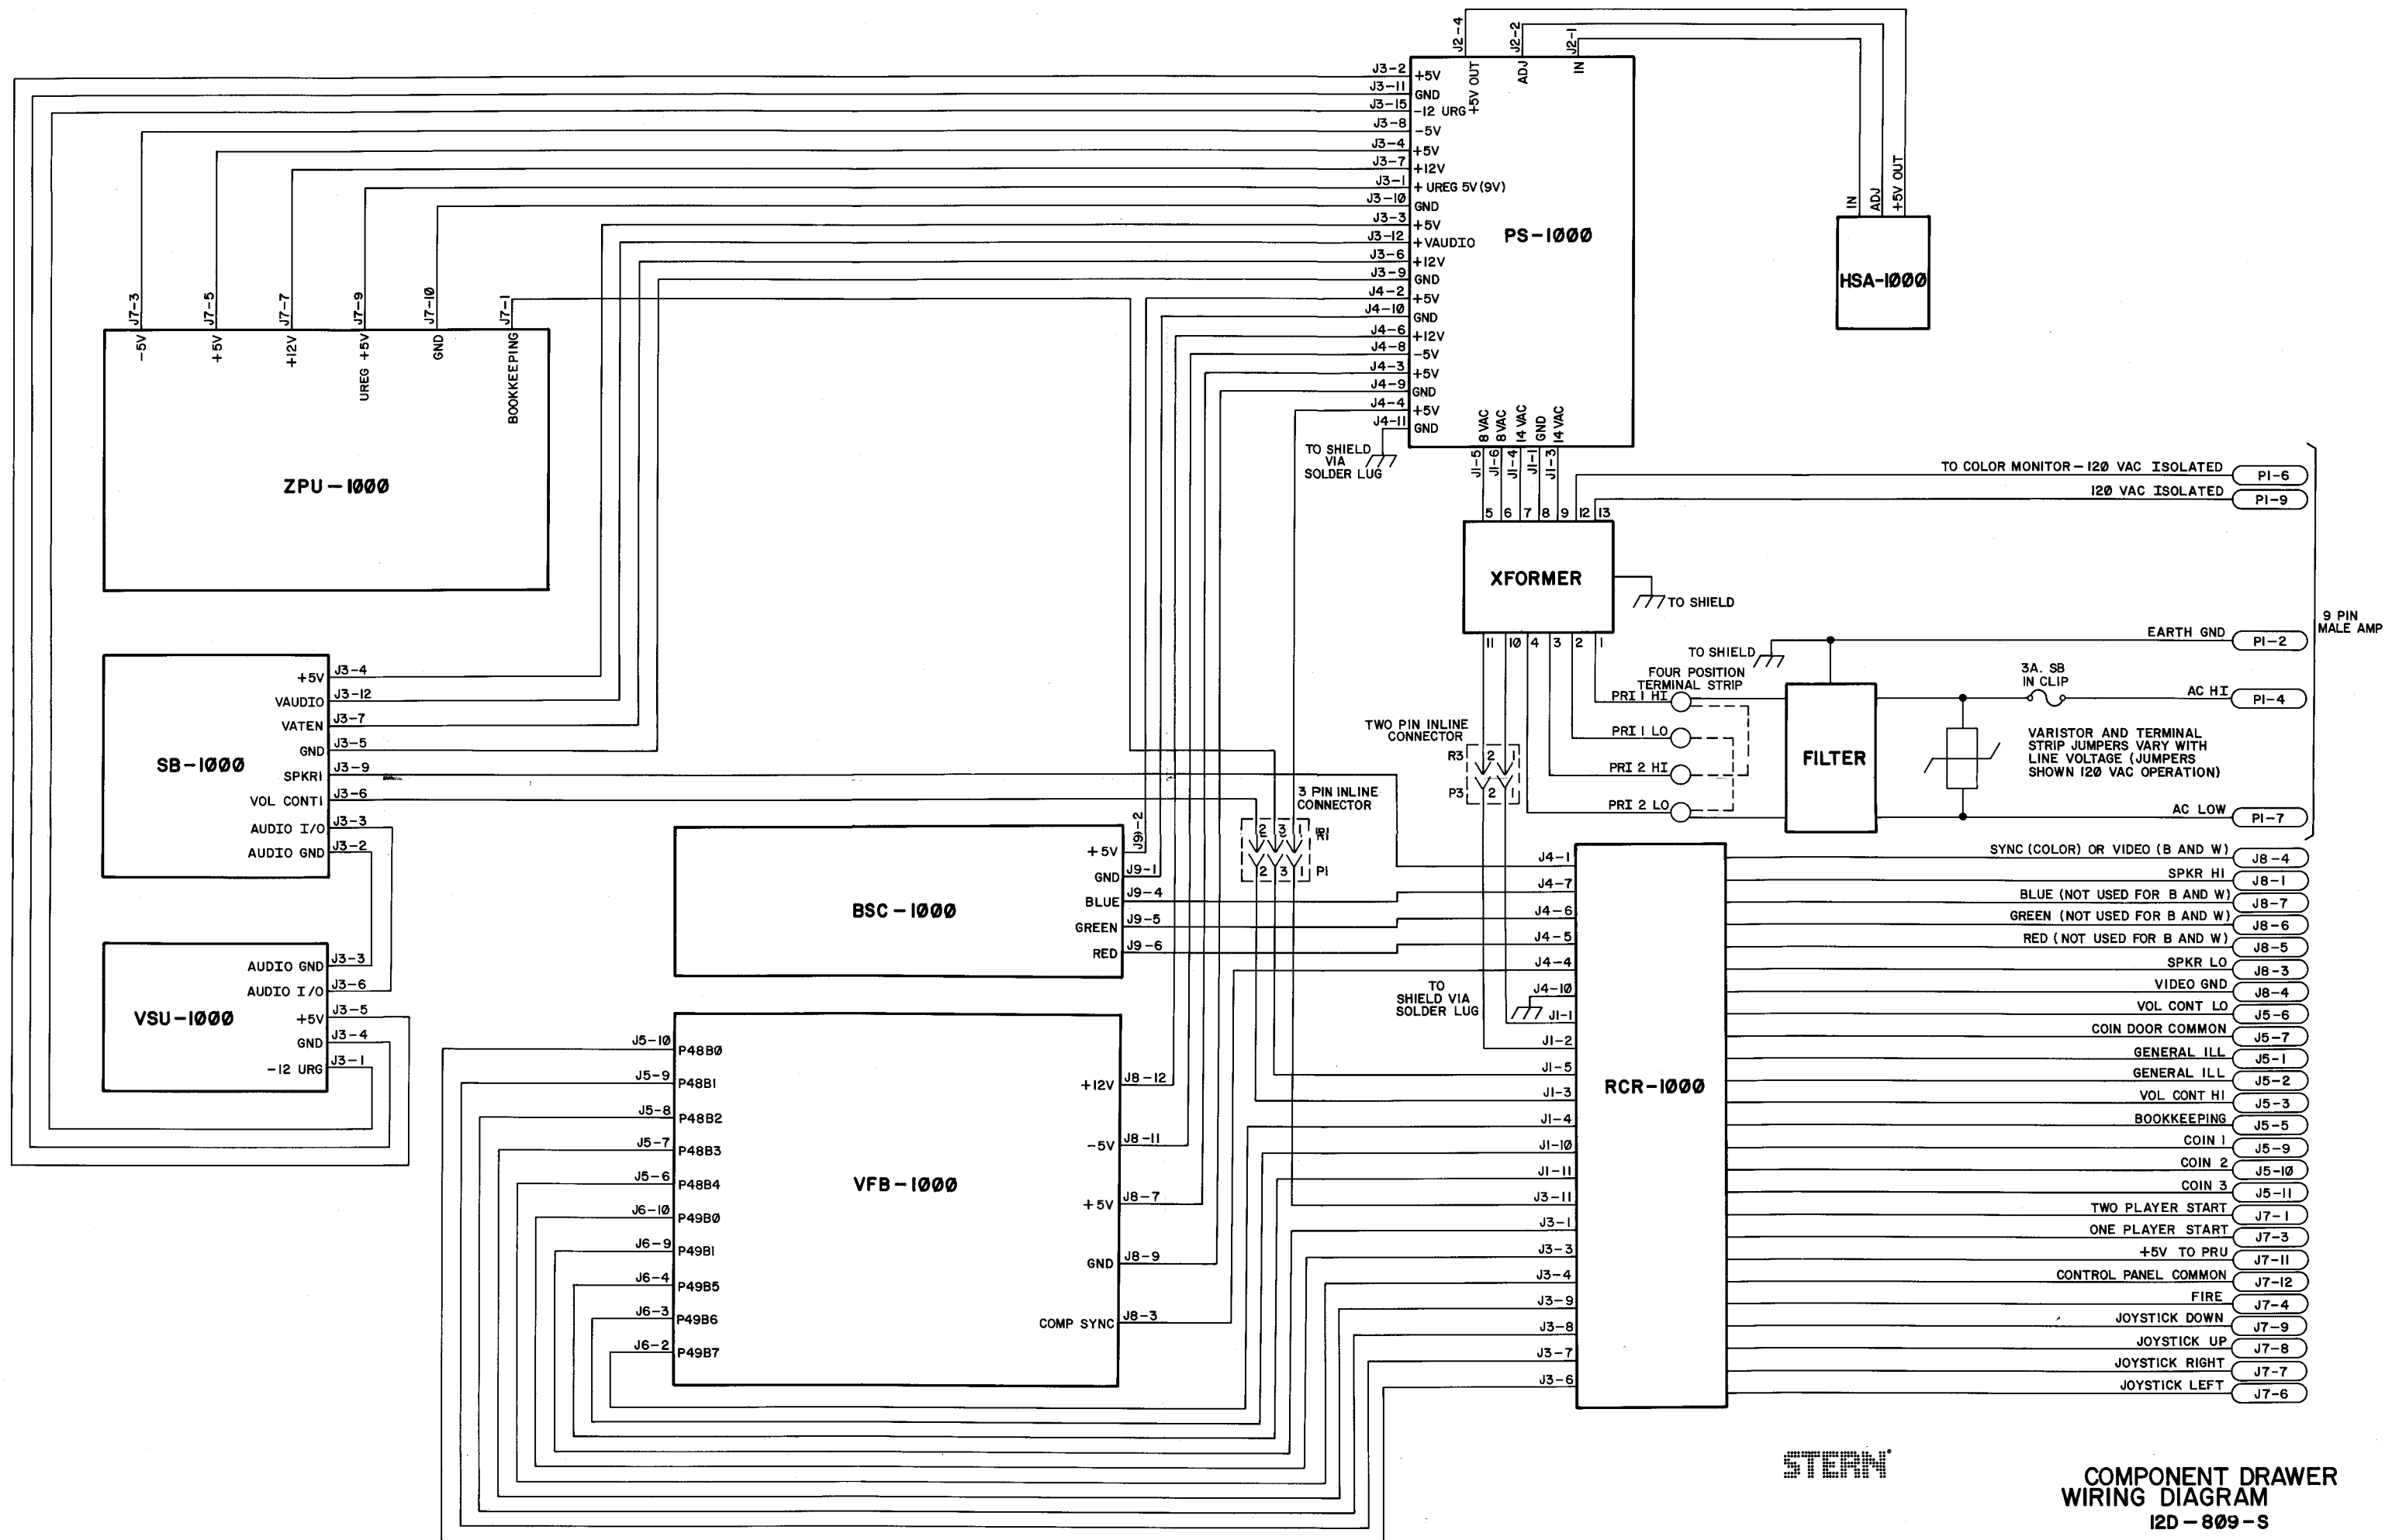 J2-4
J2-2
J2-1
+5V OUT
ADJ
IN
J3-2 +5V
J3-11 GND
J3-15 -12 URG
J3-8 -5V
J3-4 +5V
J3-7 +12V
J3-1 + UREG 5V(9V)
J3-10 GND
J3-3 +5V
J3-12 +VAUDIO
J3-6 +12V
J3-9 GND
J4-2 +5V
J4-10 GND
J4-6 +12V
J4-8 -5V
J4-3 +5V
J4-9 GND
J4-4 +5V
J4-11 GND
PS-1000
8 VAC
8 VAC
14 VAC
GND
14 VAC
J1-5
J1-6
J1-4
J1-1
J1-3
TO SHIELD
VIA
SOLDER LUG
IN
ADJ
+5V OUT
HSA-1000
J7-3
J7-5
J7-7
J7-9
J7-10
J7-1
-5V
+5V
+12V
UREG +5V
GND
BOOKKEEPING
ZPU-1000
5 6 7 8 9 12 13
XFORMER
TO SHIELD
11 10 4 3 2 1
TO COLOR MONITOR-120 VAC ISOLATED P1-6
120 VAC ISOLATED P1-9
EARTH GND P1-2
AC HI P1-4
AC LOW P1-7
9 PIN
MALE AMP
TO SHIELD
FOUR POSITION
TERMINAL STRIP
PRI 1 HI
PRI 1 LO
PRI 2 HI
PRI 2 LO
FILTER
3A. SB
IN CLIP
VARISTOR AND TERMINAL
STRIP JUMPERS VARY WITH
LINE VOLTAGE (JUMPERS
SHOWN 120 VAC OPERATION)
TWO PIN INLINE
CONNECTOR
R3 2 1
P3 2 1
3 PIN INLINE
CONNECTOR
2 3 1 R1
2 3 1 P1
SB-1000
+5V J3-4
VAUDIO J3-12
VATEN J3-7
GND J3-5
SPKR1 J3-9
VOL CONT1 J3-6
AUDIO I/O J3-3
AUDIO GND J3-2
VSU-1000
AUDIO GND J3-3
AUDIO I/O J3-6
+5V J3-5
GND J3-4
-12 URG J3-1
BSC-1000
+5V J9-2
GND J9-1
BLUE J9-4
GREEN J9-5
RED J9-6
VFB-1000
J5-10 P48B0
J5-9 P48B1
J5-8 P48B2
J5-7 P48B3
J5-6 P48B4
J6-10 P49B0
J6-9 P49B1
J6-4 P49B5
J6-3 P49B6
J6-2 P49B7
+12V J8-12
-5V J8-11
+5V J8-7
GND J8-9
COMP SYNC J8-3
TO
SHIELD VIA
SOLDER LUG
RCR-1000
J4-1
J4-7
J4-6
J4-5
J4-4
J4-10
J1-1
J1-2
J1-5
J1-3
J1-4
J1-10
J1-11
J3-11
J3-1
J3-3
J3-4
J3-9
J3-8
J3-7
J3-6
SYNC (COLOR) OR VIDEO (B AND W) J8-4
SPKR HI J8-1
BLUE (NOT USED FOR B AND W) J8-7
GREEN (NOT USED FOR B AND W) J8-6
RED (NOT USED FOR B AND W) J8-5
SPKR LO J8-3
VIDEO GND J8-4
VOL CONT LO J5-6
COIN DOOR COMMON J5-7
GENERAL ILL J5-1
GENERAL ILL J5-2
VOL CONT HI J5-3
BOOKKEEPING J5-5
COIN 1 J5-9
COIN 2 J5-10
COIN 3 J5-11
TWO PLAYER START J7-1
ONE PLAYER START J7-3
+5V TO PRU J7-11
CONTROL PANEL COMMON J7-12
FIRE J7-4
JOYSTICK DOWN J7-9
JOYSTICK UP J7-8
JOYSTICK RIGHT J7-7
JOYSTICK LEFT J7-6
STERN
COMPONENT DRAWER
WIRING DIAGRAM
12D-809-S